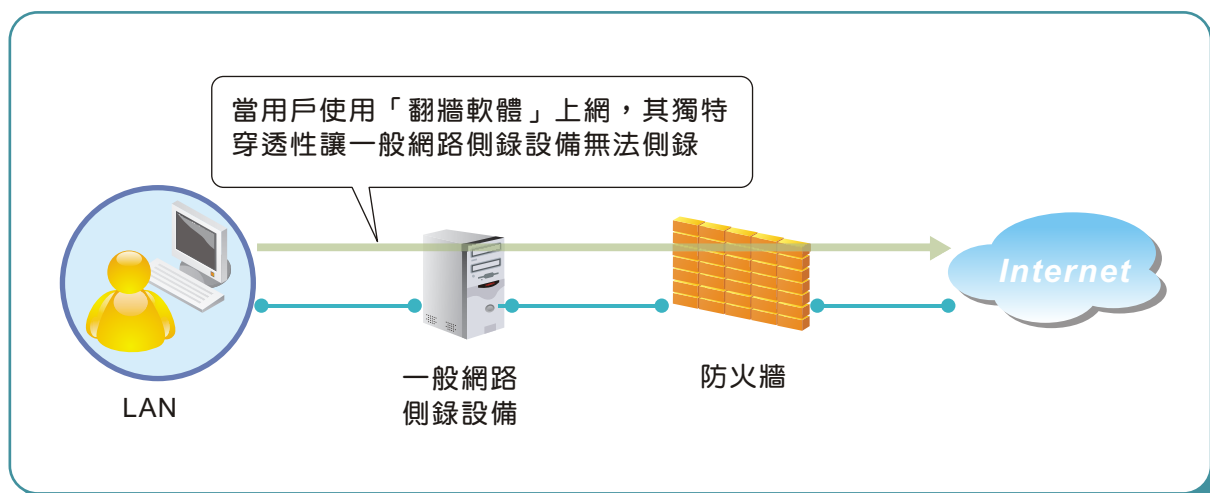 當用戶使用「翻牆軟體」上網，其獨特
穿透性讓一般網路側錄設備無法側錄
Internet
LAN
一般網路
側錄設備
防火牆